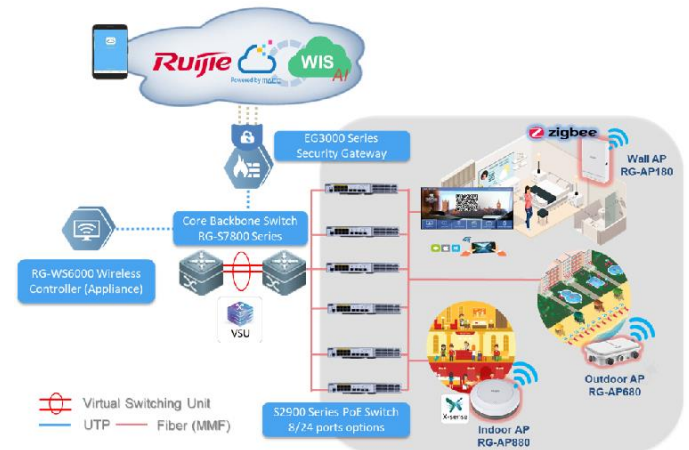 Ruijie
Powered by
WIS
AI
EG3000 Series
Security Gateway
zigbee
Wall AP
RG-AP180
Core Backbone Switch
RG-S7800 Series
RG-WS6000 Wireless
Controller (Appliance)
VSU
Outdoor AP
RG-AP680
X-sense
Indoor AP
RG-AP880
S2900 Series PoE Switch
8/24 ports options
Virtual Switching Unit
UTP
Fiber (MMF)